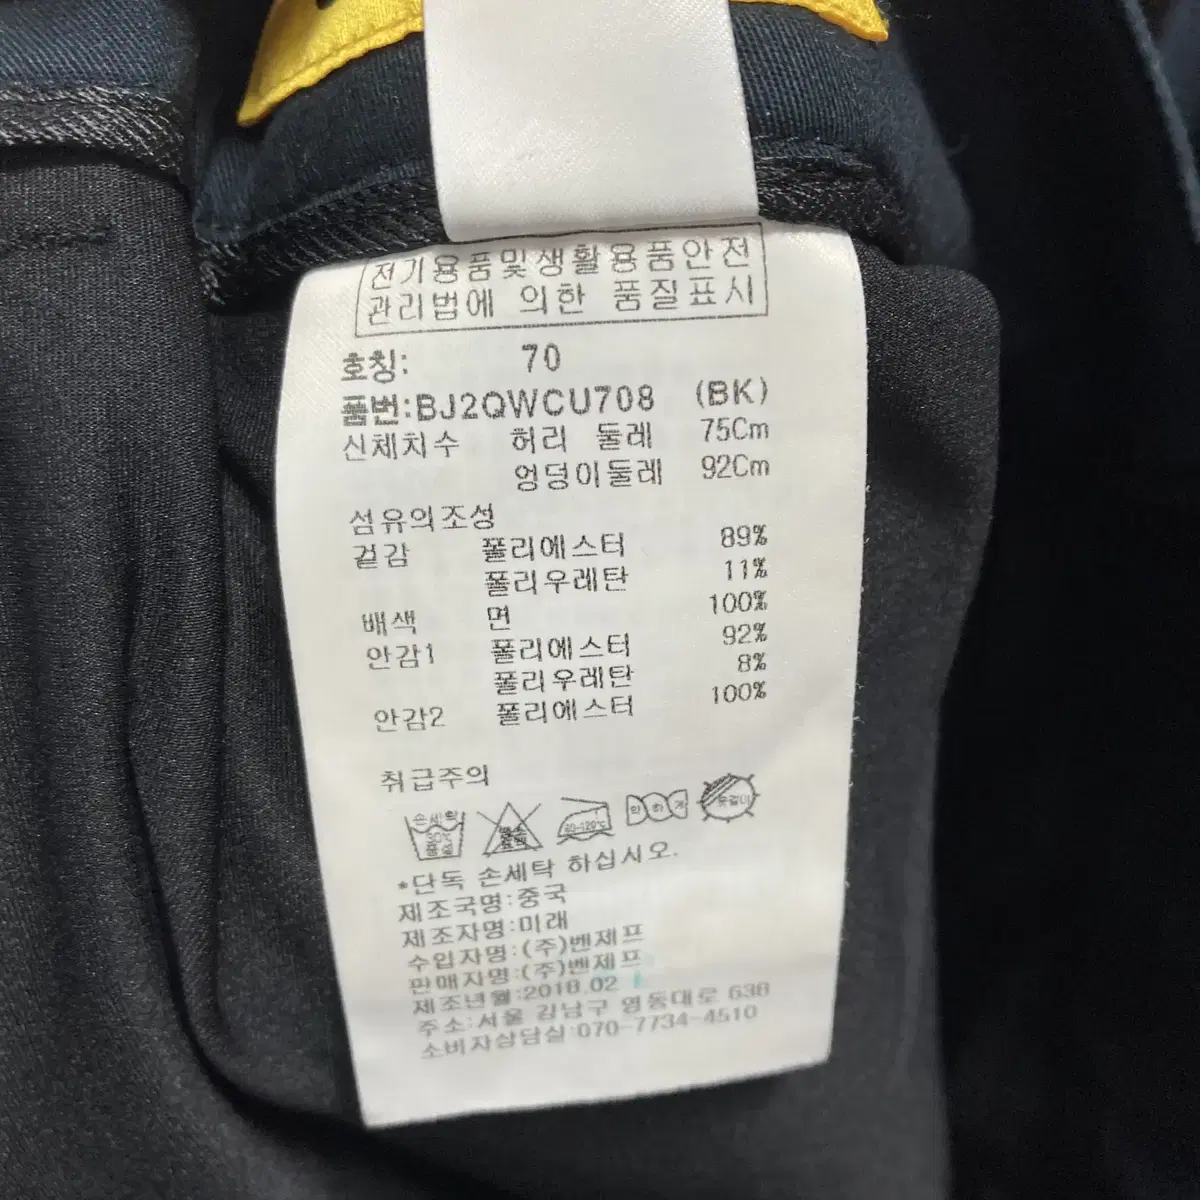 전기용품및생활용품안전
관리법에 의한 품질표시
호칭: 70
품번:BJ2QWCU708 (BK)
신체치수 허리 둘레 75Cm
엉덩이둘레 92Cm
섬유의조성
겉감 폴리에스터 89%
폴리우레탄 11%
배색 면 100%
안감1 폴리에스터 92%
폴리우레탄 8%
안감2 폴리에스터 100%
취급주의
손세탁
*단독 손세탁 하십시오.
제조국명:중국
제조자명:미래
수입자명:(주)벤제프
판매자명:(주)벤제프
제조년월:2018.02
주소:서울 강남구 영동대로 638
소비자상담실:070-7734-4510